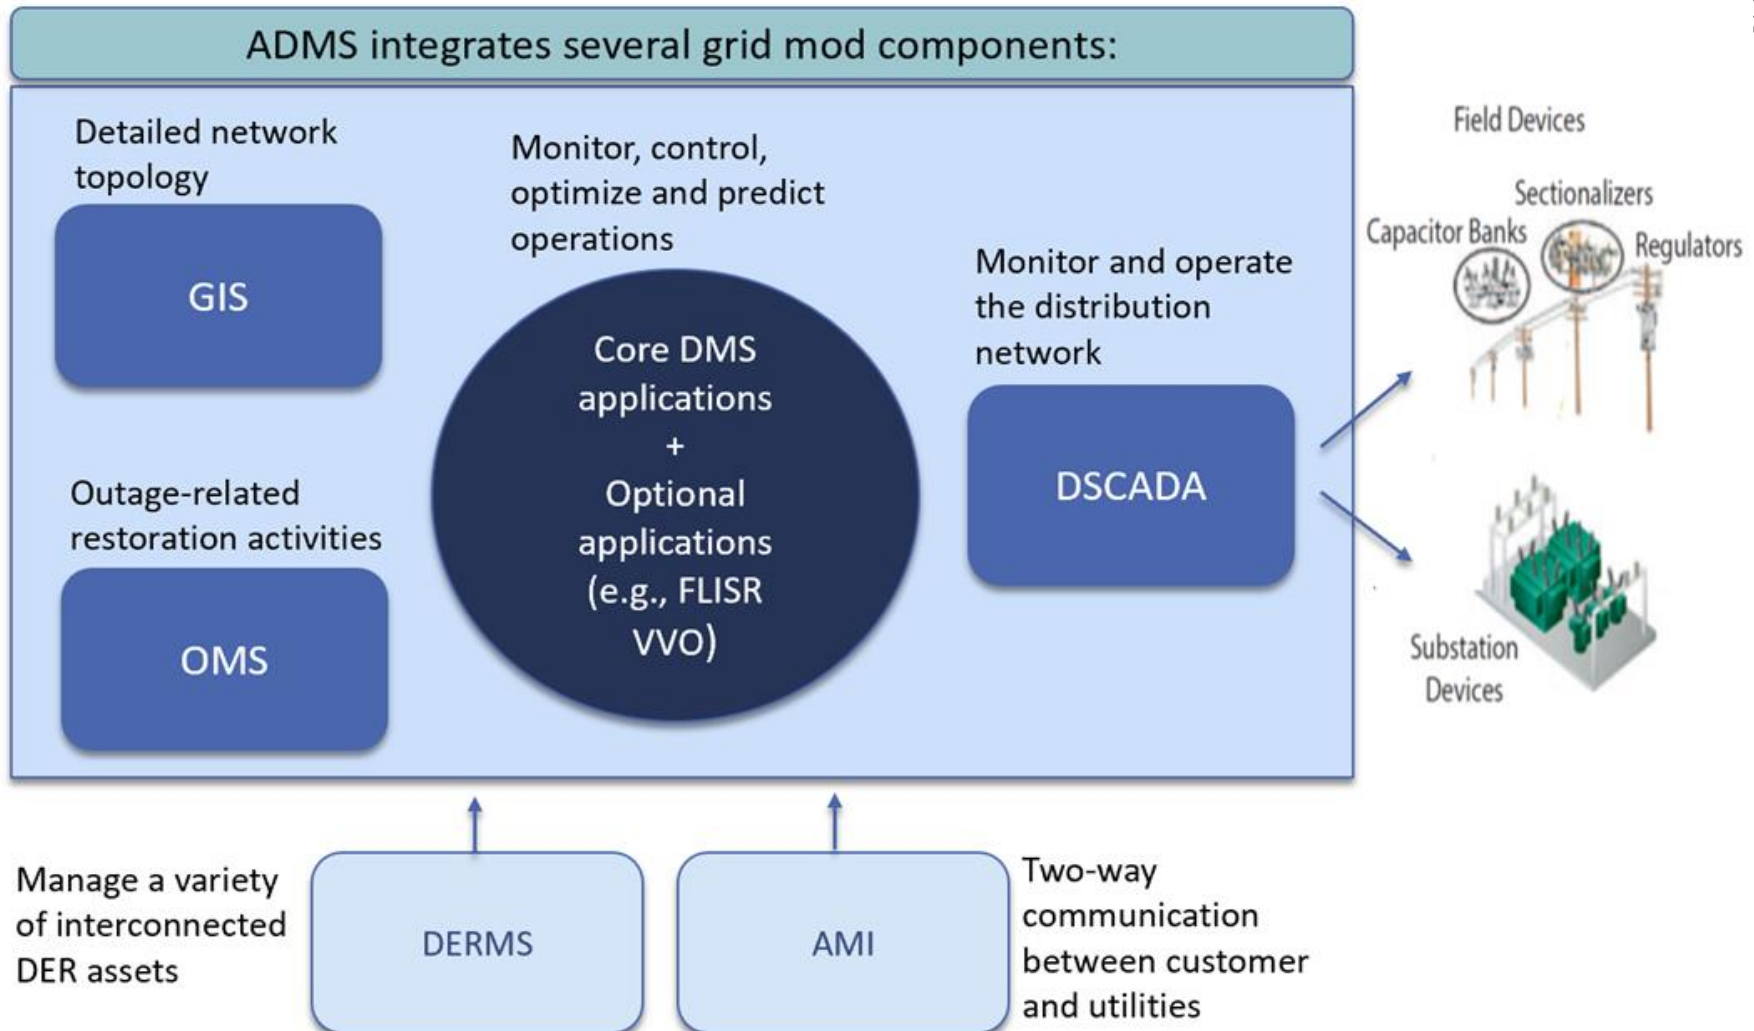 ADMS integrates several grid mod components:
Detailed network
topology
GIS
Outage-related
restoration activities
OMS
Monitor, control,
optimize and predict
operations
Core DMS
applications
+
Optional
applications
(e.g., FLISR
VVO)
Monitor and operate
the distribution
network
DSCADA
Field Devices
Sectionalizers
Capacitor Banks
Regulators
Substation
Devices
Manage a variety
of interconnected
DER assets
DERMS
AMI
Two-way
communication
between customer
and utilities